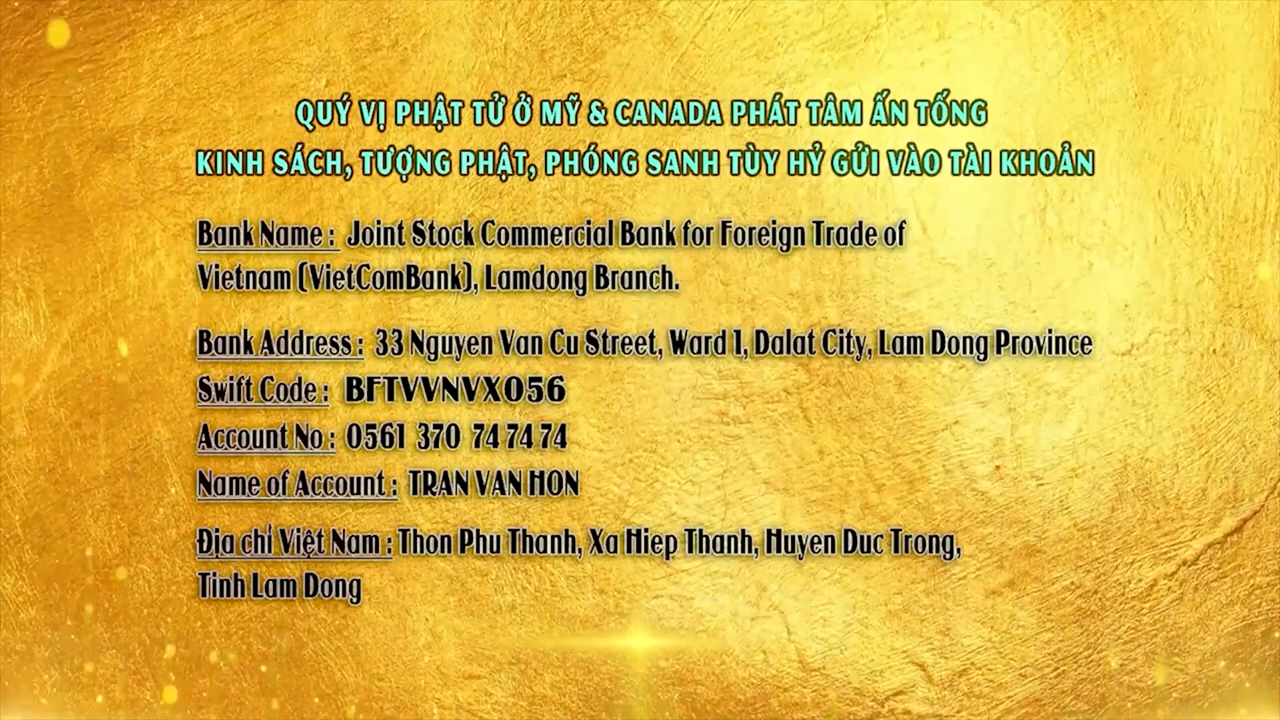 QUÝ VỊ PHẬT TỬ Ở MỸ & CANADA PHÁT TÂM ẤN TỐNG
KINH SÁCH, TƯỢNG PHẬT, PHÓNG SANH TÙY HỶ GỬI VÀO TÀI KHOẢN
Bank Name : Joint Stock Commercial Bank for Foreign Trade of
Vietnam (VietComBank), Lamdong Branch.
Bank Address : 33 Nguyen Van Cu Street, Ward 1, Dalat City, Lam Dong Province
Swift Code : BFTVVNVX056
Account No : 0561 370 74 74 74
Name of Account : TRAN VAN HON
Địa chỉ Việt Nam : Thon Phu Thanh, Xa Hiep Thanh, Huyen Duc Trong,
Tinh Lam Dong